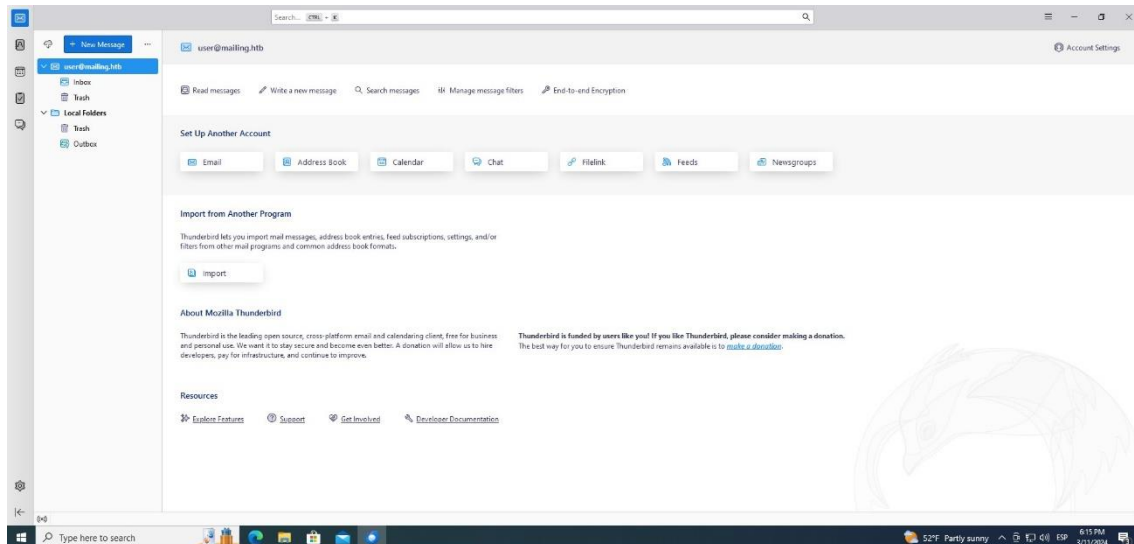 Search... CTRL + K
+ New Message ...
user@mailing.htb
Inbox
Trash
Local Folders
Trash
Outbox
user@mailing.htb
Account Settings
Read messages Write a new message Search messages Manage message filters End-to-end Encryption
Set Up Another Account
Email Address Book Calendar Chat Filelink Feeds Newsgroups
Import from Another Program
Thunderbird lets you import mail messages, address book entries, feed subscriptions, settings, and/or
filters from other mail programs and common address book formats.
Import
About Mozilla Thunderbird
Thunderbird is the leading open source, cross-platform email and calendaring client, free for business
and personal use. We want it to stay secure and become even better. A donation will allow us to hire
developers, pay for infrastructure, and continue to improve.
Thunderbird is funded by users like you! If you like Thunderbird, please consider making a donation.
The best way for you to ensure Thunderbird remains available is to make a donation.
Resources
Explore Features Support Get Involved Developer Documentation
Type here to search
52°F Partly sunny ESP
6:15 PM
3/11/2024